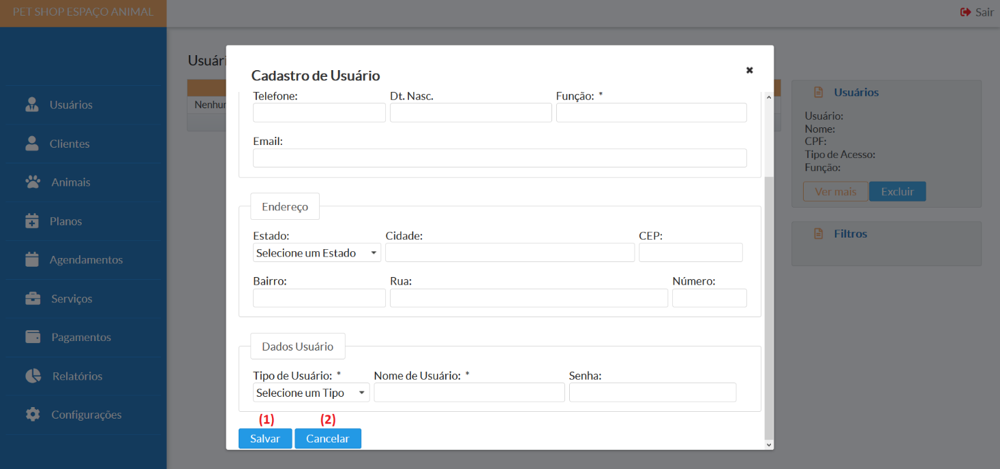 PET SHOP ESPAÇO ANIMAL
Sair
Usuários
Clientes
Animais
Planos
Agendamentos
Serviços
Pagamentos
Relatórios
Configurações
Cadastro de Usuário
Telefone:
Dt. Nasc.
Função: *
Email:
Endereço
Estado:
Cidade:
CEP:
Selecione um Estado
Bairro:
Rua:
Número:
Dados Usuário
Tipo de Usuário: *
Nome de Usuário: *
Senha:
Selecione um Tipo
(1)
(2)
Salvar
Cancelar
Usuários
Usuário:
Nome:
CPF:
Tipo de Acesso:
Função:
Ver mais
Excluir
Filtros